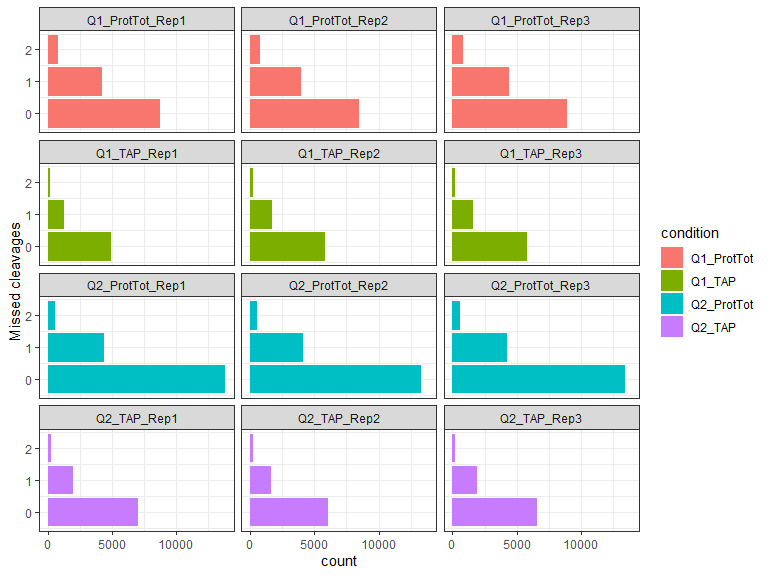 Q1_ProtTot_Rep1 Q1_ProtTot_Rep2 Q1_ProtTot_Rep3
2
1
0
Q1_TAP_Rep1 Q1_TAP_Rep2 Q1_TAP_Rep3
2
1
0
Q2_ProtTot_Rep1 Q2_ProtTot_Rep2 Q2_ProtTot_Rep3
2
1
0
Q2_TAP_Rep1 Q2_TAP_Rep2 Q2_TAP_Rep3
2
1
0
0 5000 10000 0 5000 10000 0 5000 10000
count
Missed cleavages
condition
Q1_ProtTot
Q1_TAP
Q2_ProtTot
Q2_TAP